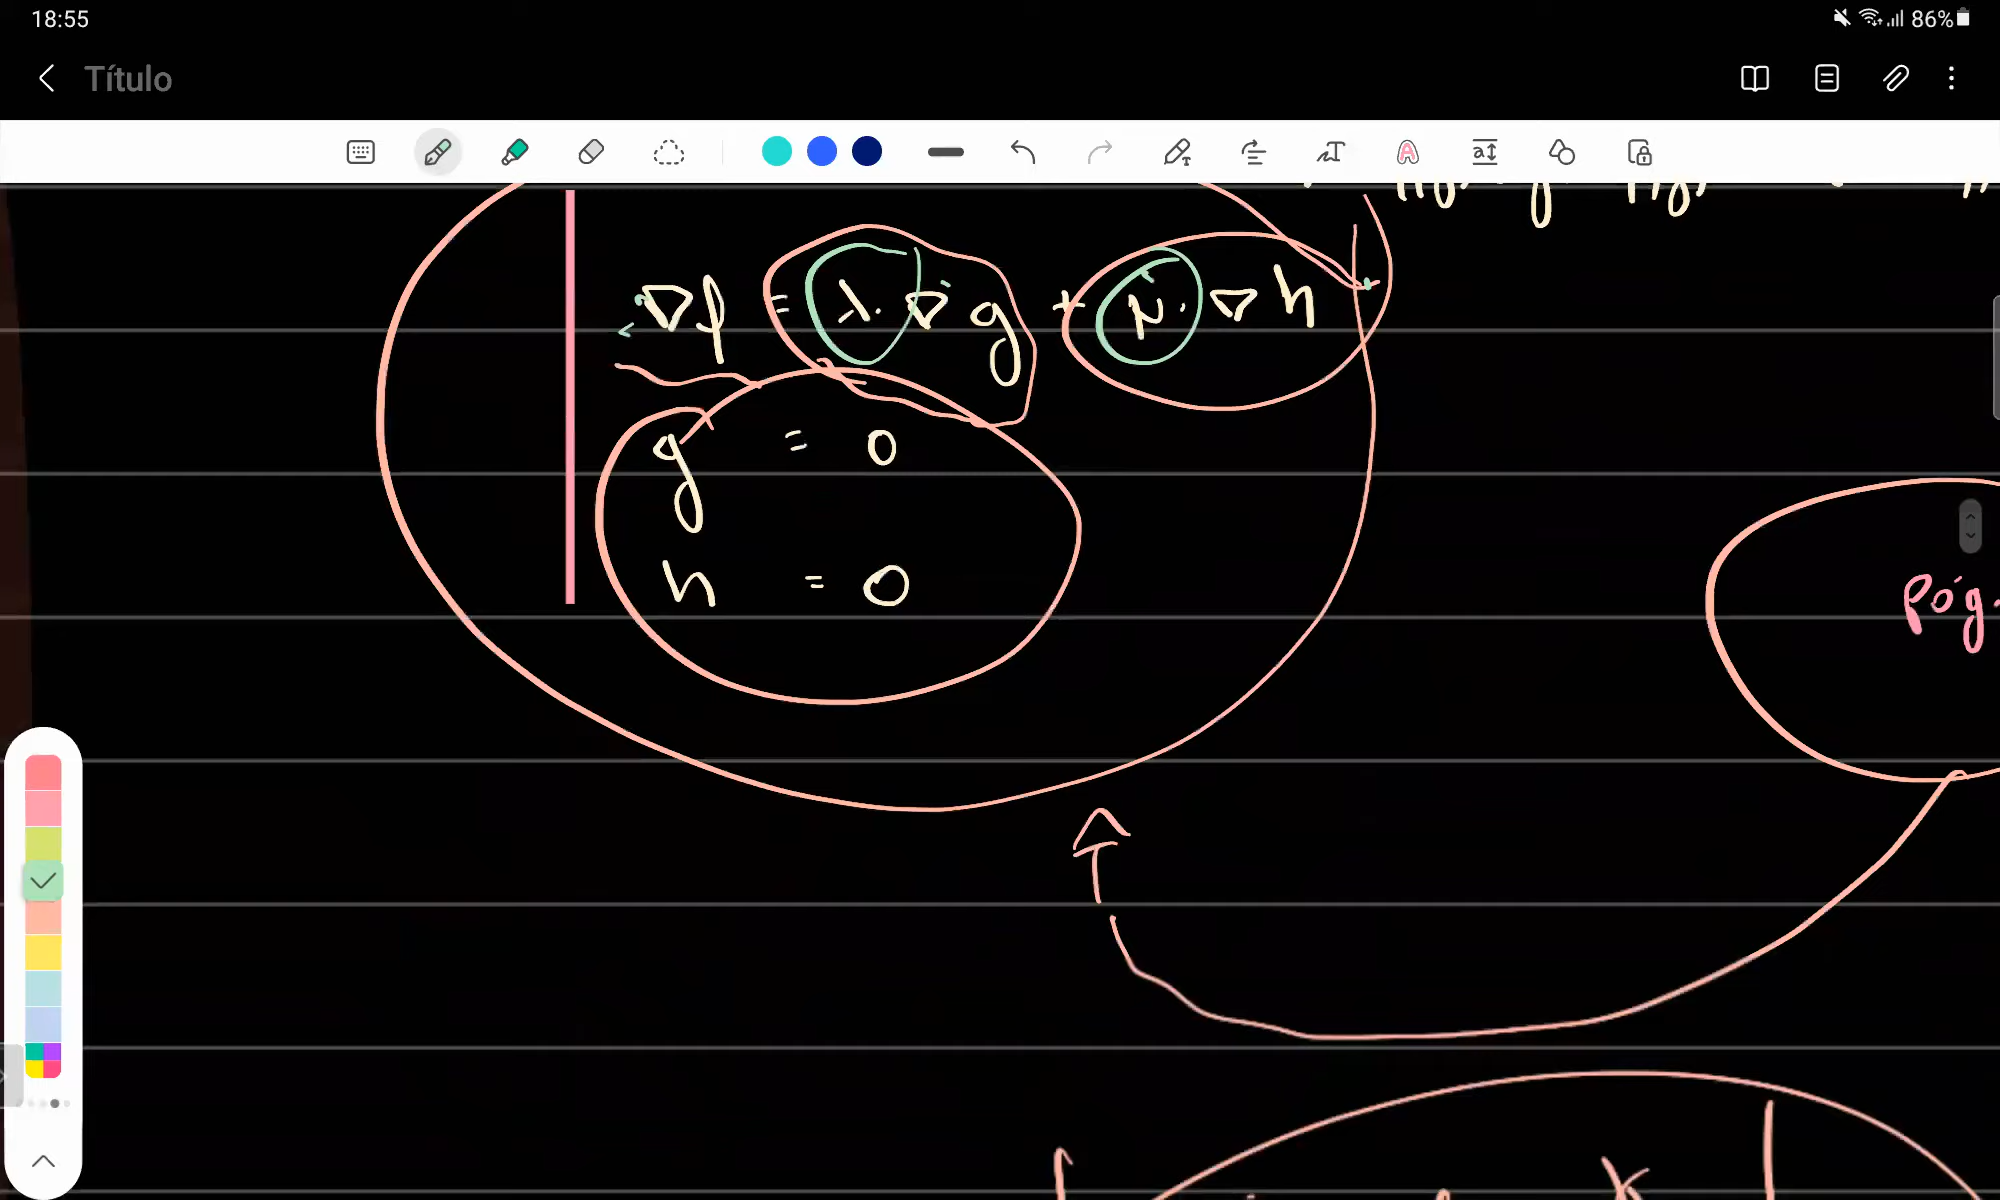 18:55
86%
Título
∇f = λ · ∇g + μ · ∇h
g = 0
h = 0
pág.